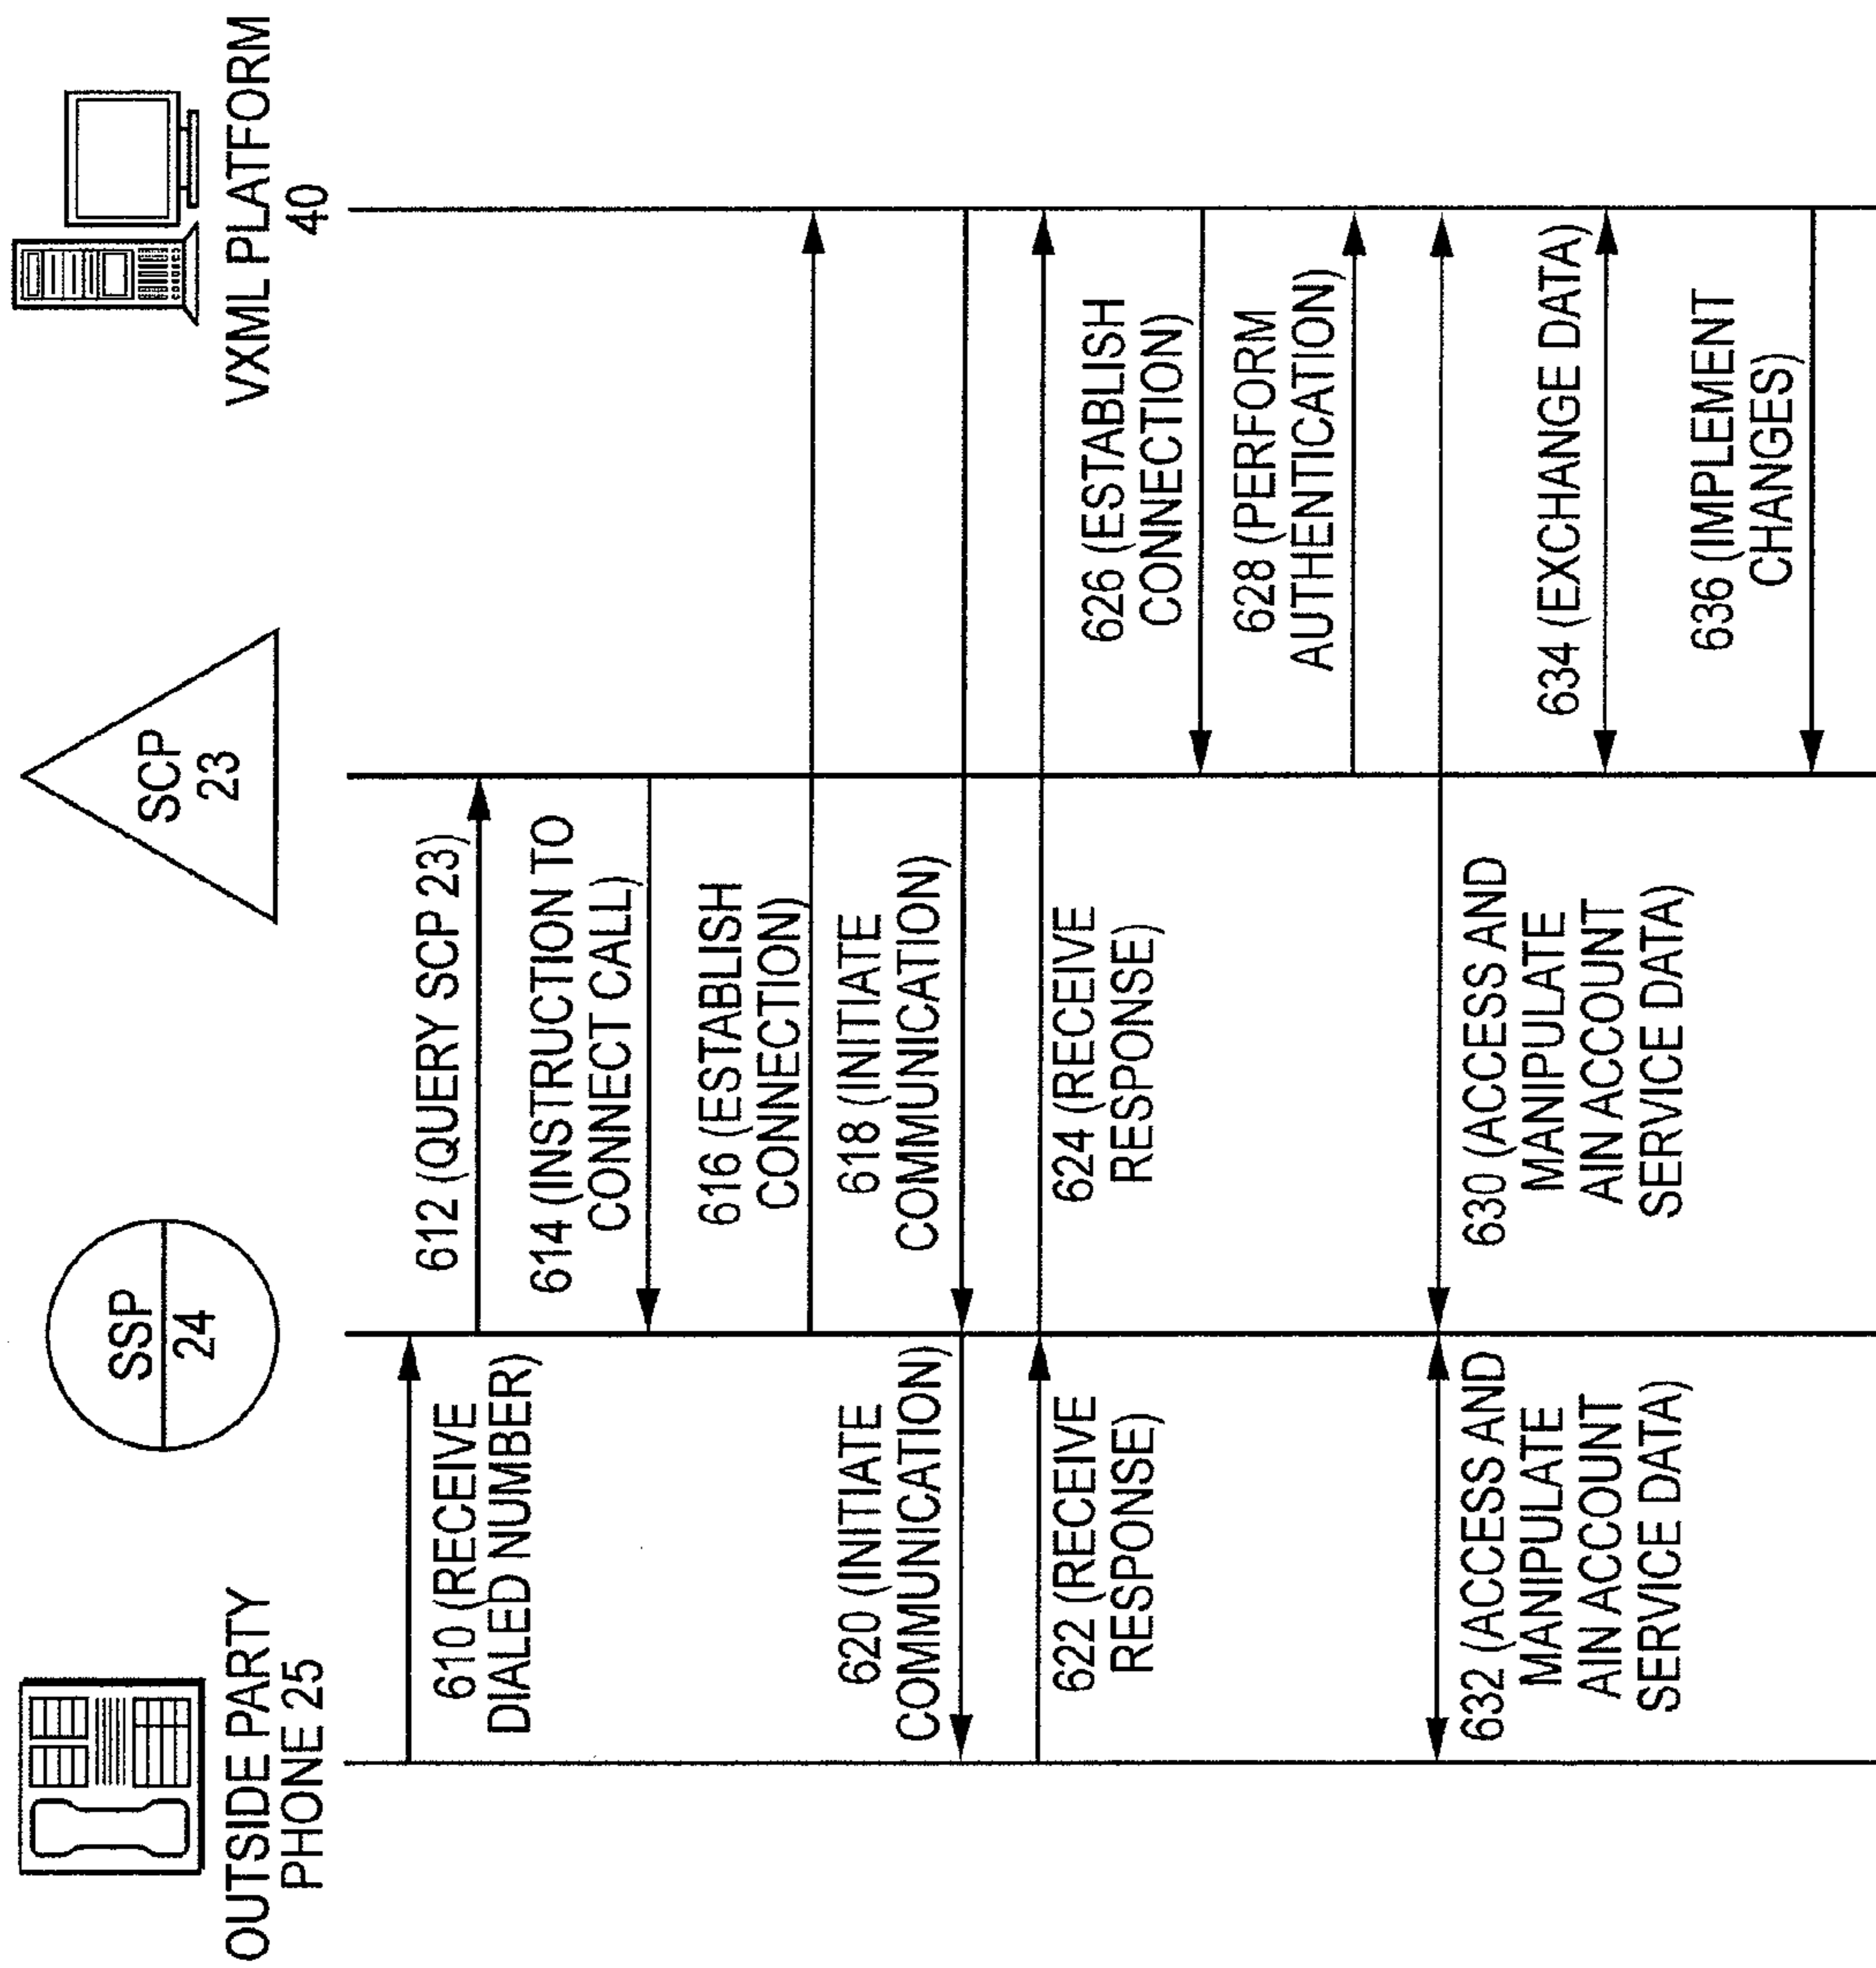 OUTSIDE PARTY
PHONE 25
SSP
24
SCP
23
VXML PLATFORM
40
610 (RECEIVE
DIALED NUMBER)
612 (QUERY SCP 23)
614 (INSTRUCTION TO
CONNECT CALL)
616 (ESTABLISH
CONNECTION)
618 (INITIATE
COMMUNICATION)
620 (INITIATE
COMMUNICATION)
622 (RECEIVE
RESPONSE)
624 (RECEIVE
RESPONSE)
626 (ESTABLISH
CONNECTION)
628 (PERFORM
AUTHENTICATION)
630 (ACCESS AND
MANIPULATE
AIN ACCOUNT
SERVICE DATA)
632 (ACCESS AND
MANIPULATE
AIN ACCOUNT
SERVICE DATA)
634 (EXCHANGE DATA)
636 (IMPLEMENT
CHANGES)